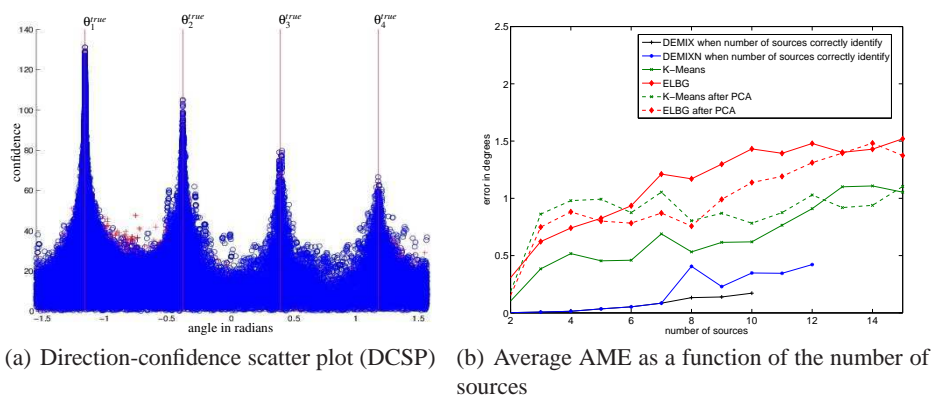 θ₁ᵗʳᵘᵉ θ₂ᵗʳᵘᵉ θ₃ᵗʳᵘᵉ θ₄ᵗʳᵘᵉ
140
120
100
80
60
40
20
0
confidence
−1.5 −1 −0.5 0 0.5 1 1.5
angle in radians
(a) Direction-confidence scatter plot (DCSP)
2.5
2
1.5
1
0.5
0
error in degrees
DEMIX when number of sources correctly identify
DEMIXN when number of sources correctly identify
K−Means
ELBG
K−Means after PCA
ELBG after PCA
2 4 6 8 10 12 14
number of sources
(b) Average AME as a function of the number of
sources